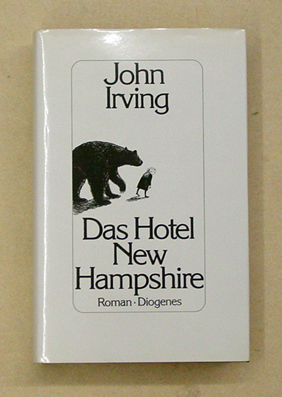 John
Irving
Das Hotel
New
Hampshire
Roman · Diogenes